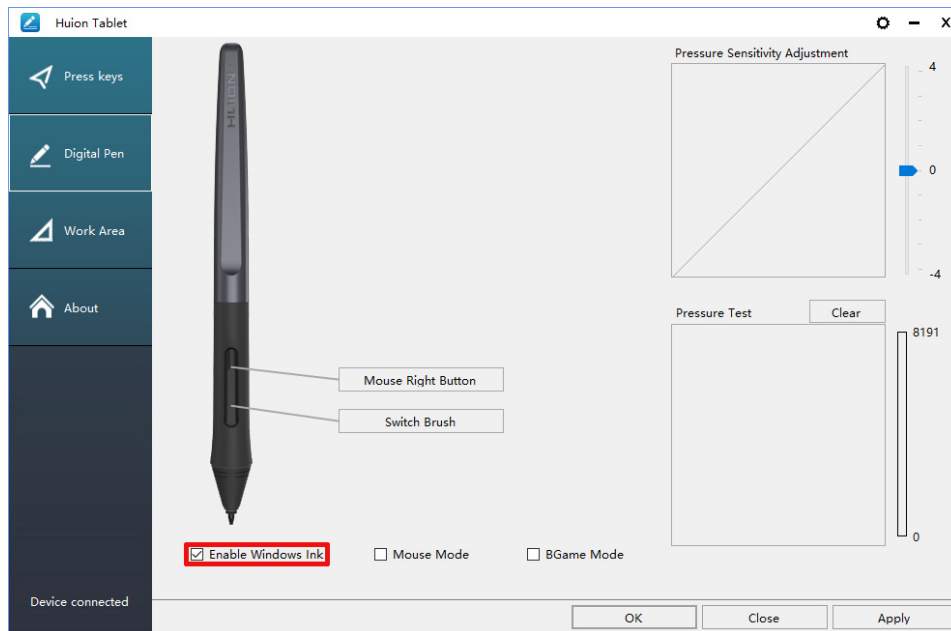 Huion Tablet
Press keys
Digital Pen
Work Area
About
Device connected
HUION
Mouse Right Button
Switch Brush
Enable Windows Ink
Mouse Mode
BGame Mode
Pressure Sensitivity Adjustment
4
0
-4
Pressure Test
Clear
8191
0
OK
Close
Apply